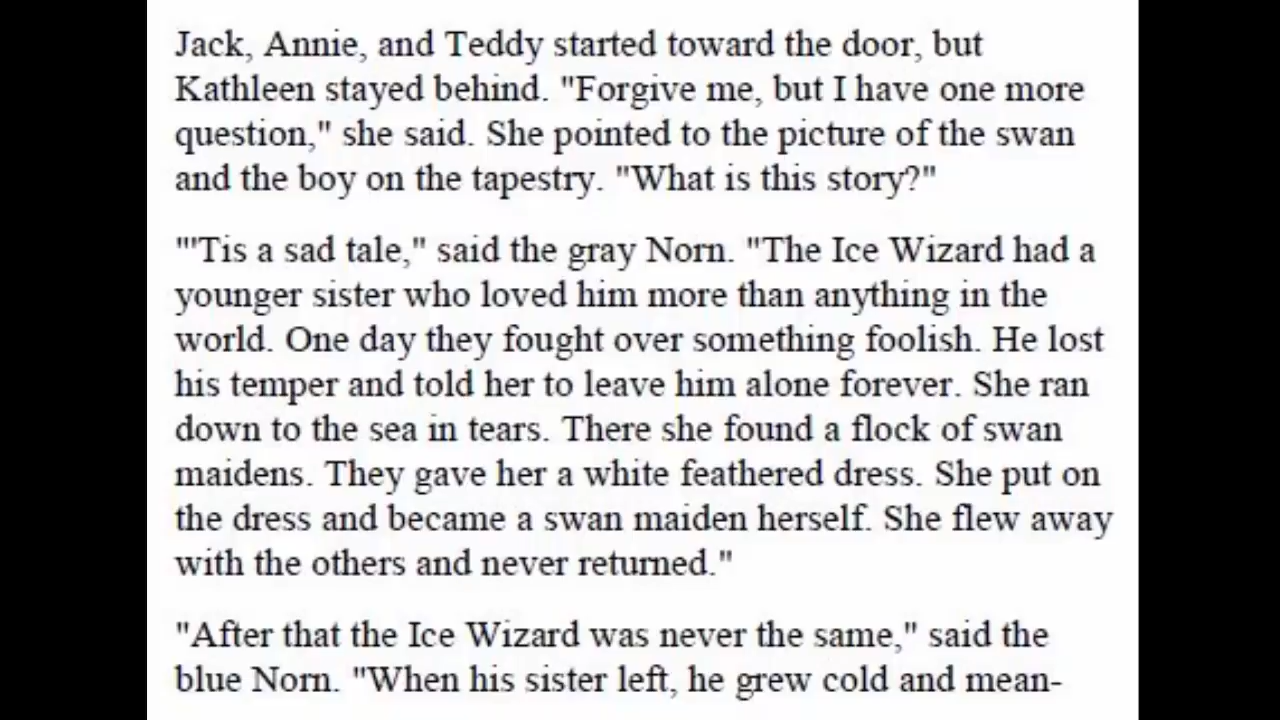 Jack, Annie, and Teddy started toward the door, but
Kathleen stayed behind. "Forgive me, but I have one more
question," she said. She pointed to the picture of the swan
and the boy on the tapestry. "What is this story?"
"'Tis a sad tale," said the gray Norn. "The Ice Wizard had a
younger sister who loved him more than anything in the
world. One day they fought over something foolish. He lost
his temper and told her to leave him alone forever. She ran
down to the sea in tears. There she found a flock of swan
maidens. They gave her a white feathered dress. She put on
the dress and became a swan maiden herself. She flew away
with the others and never returned."
"After that the Ice Wizard was never the same," said the
blue Norn. "When his sister left, he grew cold and mean-